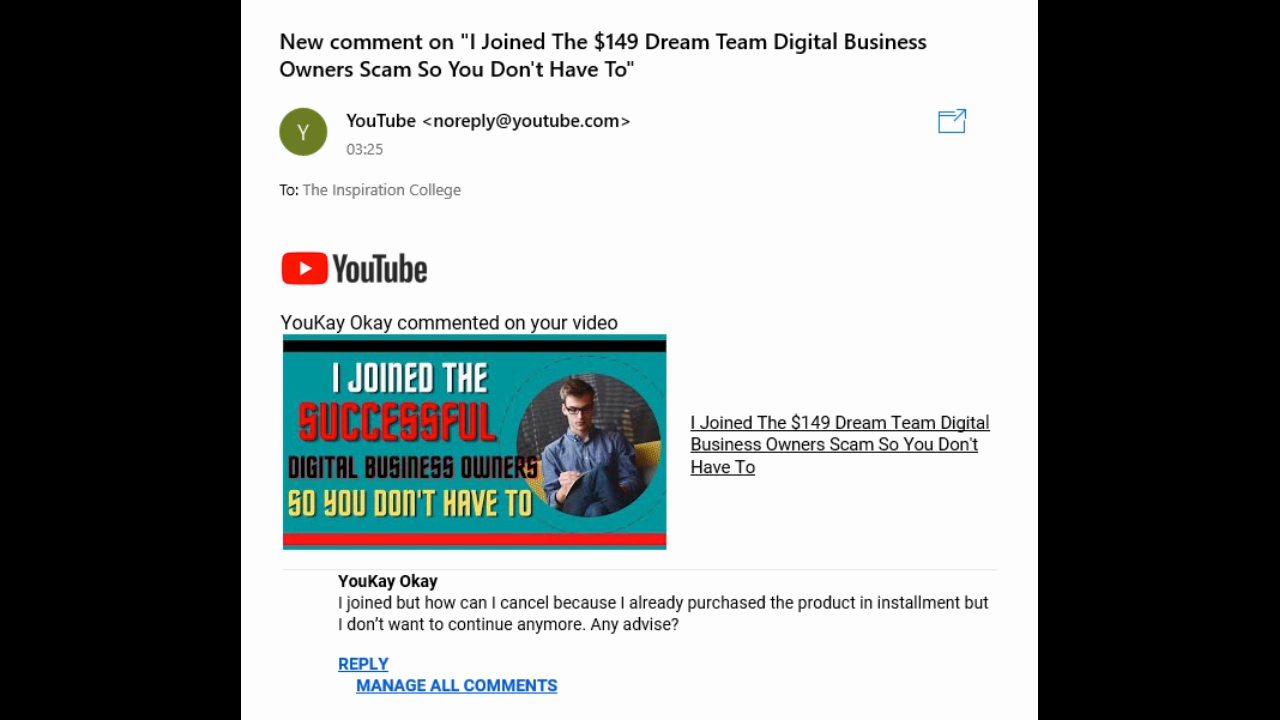 New comment on "I Joined The $149 Dream Team Digital Business
Owners Scam So You Don't Have To"
Y
YouTube <noreply@youtube.com>
03:25
To: The Inspiration College
YouTube
YouKay Okay commented on your video
I JOINED THE
SUCCESSFUL
DIGITAL BUSINESS OWNERS
SO YOU DON'T HAVE TO
I Joined The $149 Dream Team Digital
Business Owners Scam So You Don't
Have To
YouKay Okay
I joined but how can I cancel because I already purchased the product in installment but
I don’t want to continue anymore. Any advise?
REPLY
MANAGE ALL COMMENTS